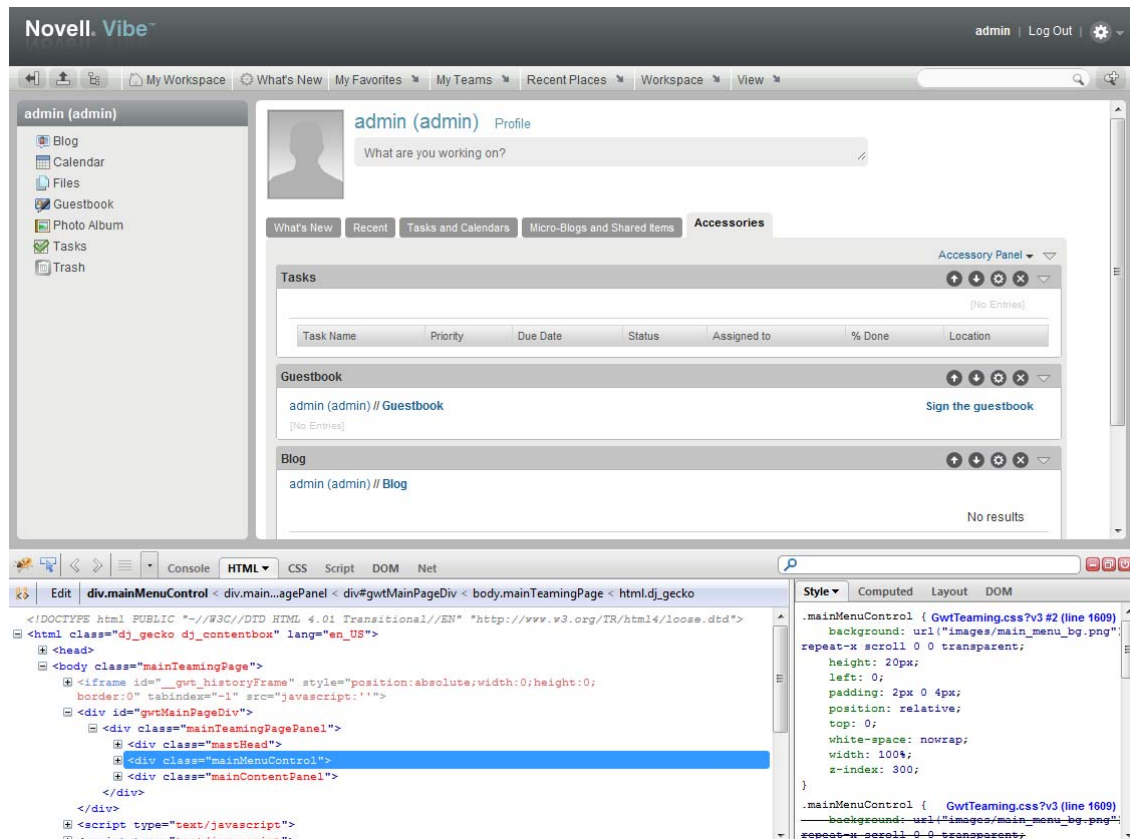 Novell. Vibe™
admin | Log Out |
My Workspace What's New My Favorites My Teams Recent Places Workspace View
admin (admin)
Blog
Calendar
Files
Guestbook
Photo Album
Tasks
Trash
admin (admin) Profile
What are you working on?
What's New Recent Tasks and Calendars Micro-Blogs and Shared Items Accessories
Accessory Panel
Tasks
[No Entries]
Task Name Priority Due Date Status Assigned to % Done Location
Guestbook
admin (admin) // Guestbook Sign the guestbook
[No Entries]
Blog
admin (admin) // Blog
No results
Console HTML CSS Script DOM Net
Edit div.mainMenuControl < div.main...agePanel < div#gwtMainPageDiv < body.mainTeamingPage < html.dj_gecko
<!DOCTYPE html PUBLIC "-//W3C//DTD HTML 4.01 Transitional//EN" "http://www.w3.org/TR/html4/loose.dtd">
<html class="dj_gecko dj_contentbox" lang="en_US">
<head>
<body class="mainTeamingPage">
<iframe id="__gwt_historyFrame" style="position:absolute;width:0;height:0;
border:0" tabindex="-1" src="javascript:''">
<div id="gwtMainPageDiv">
<div class="mainTeamingPagePanel">
<div class="mastHead">
<div class="mainMenuControl">
<div class="mainContentPanel">
</div>
</div>
<script type="text/javascript">
Style Computed Layout DOM
.mainMenuControl { GwtTeaming.css?v3 #2 (line 1609)
background: url("images/main_menu_bg.png")
repeat-x scroll 0 0 transparent;
height: 20px;
left: 0;
padding: 2px 0 4px;
position: relative;
top: 0;
white-space: nowrap;
width: 100%;
z-index: 300;
}
.mainMenuControl { GwtTeaming.css?v3 (line 1609)
background: url("images/main_menu_bg.png")
repeat-x scroll 0 0 transparent;